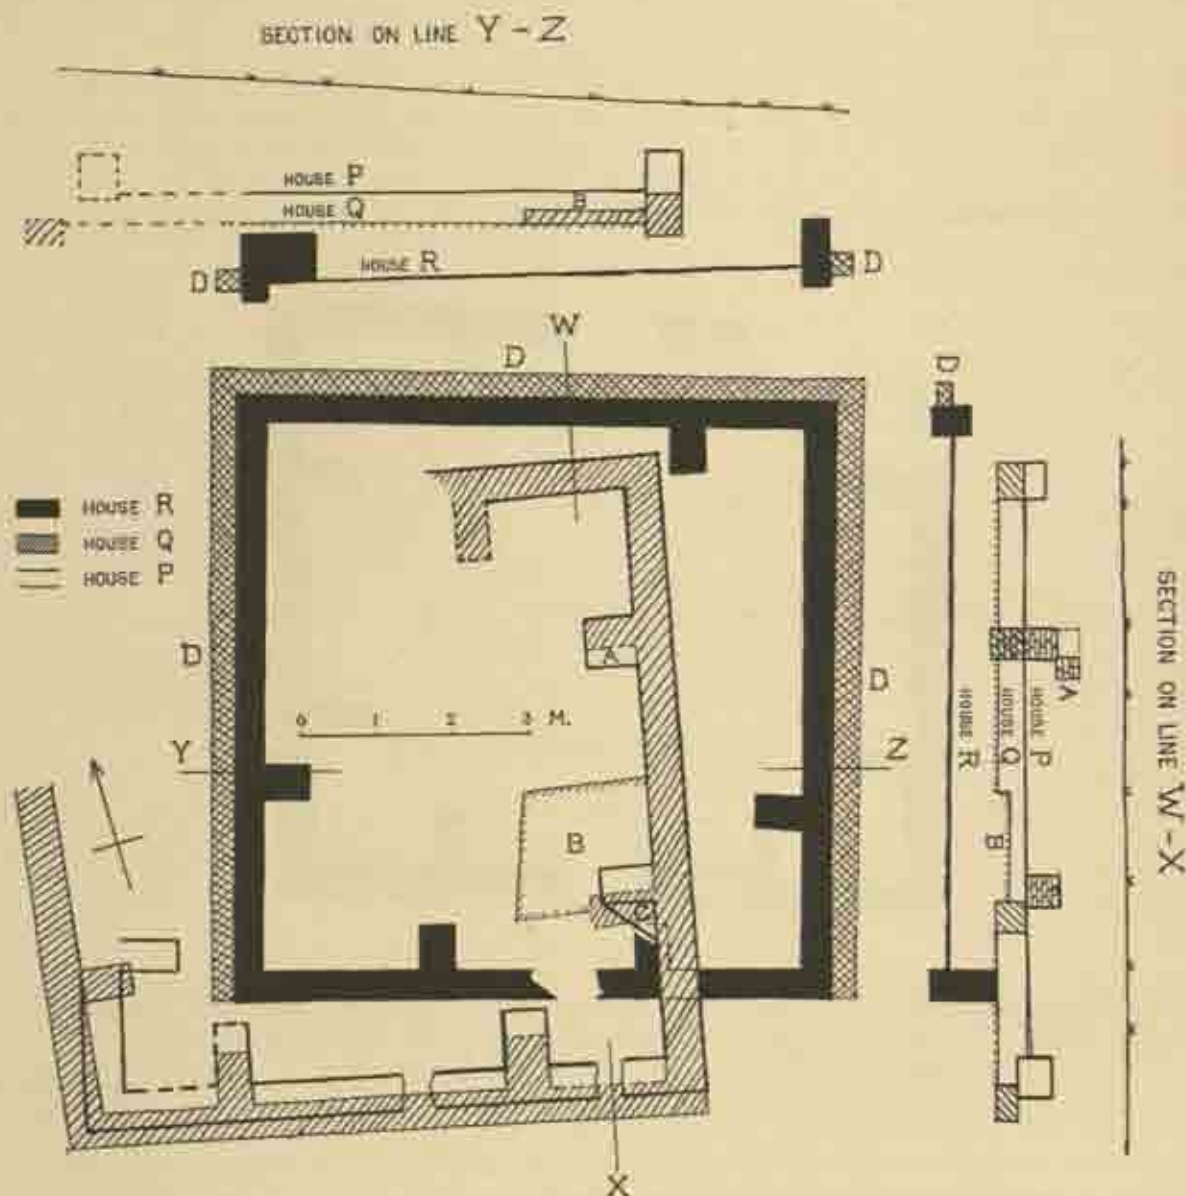 SECTION ON LINE Y - Z
HOUSE P
HOUSE Q
B
HOUSE R
D
D
W
D
D
HOUSE R
HOUSE Q
HOUSE P
A
D
D
0 1 2 3 M.
Y
Z
B
C
X
A
HOUSE P
HOUSE Q
HOUSE R
B
SECTION ON LINE W - X